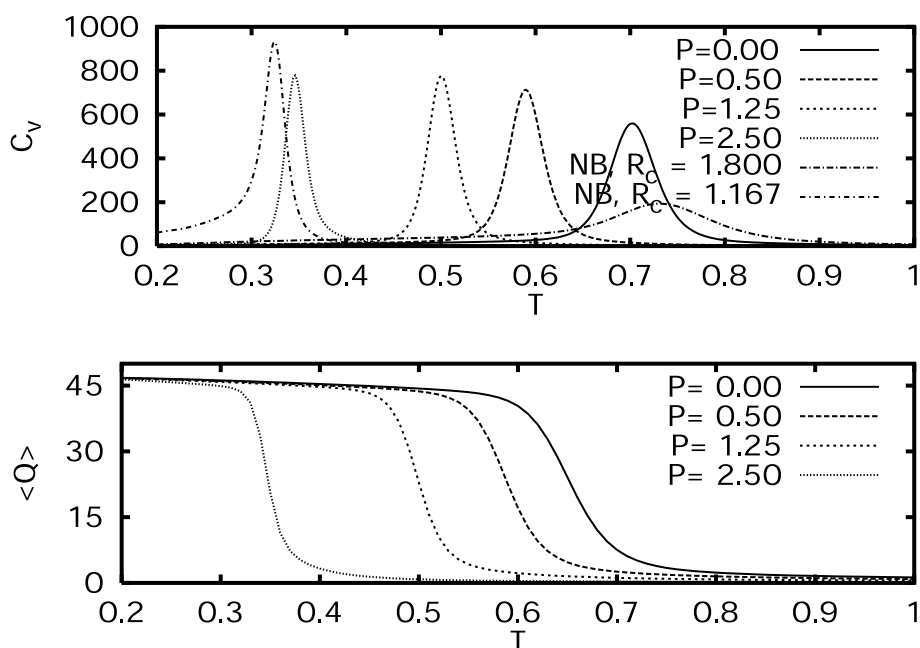 1000
800
600
400
200
0
C_v
P=0.00
P=0.50
P=1.25
P=2.50
NB, R_c = 1.800
NB, R_c = 1.167
0.2 0.3 0.4 0.5 0.6 0.7 0.8 0.9 1
T
45
30
15
0
<Q>
P= 0.00
P= 0.50
P= 1.25
P= 2.50
0.2 0.3 0.4 0.5 0.6 0.7 0.8 0.9 1
T